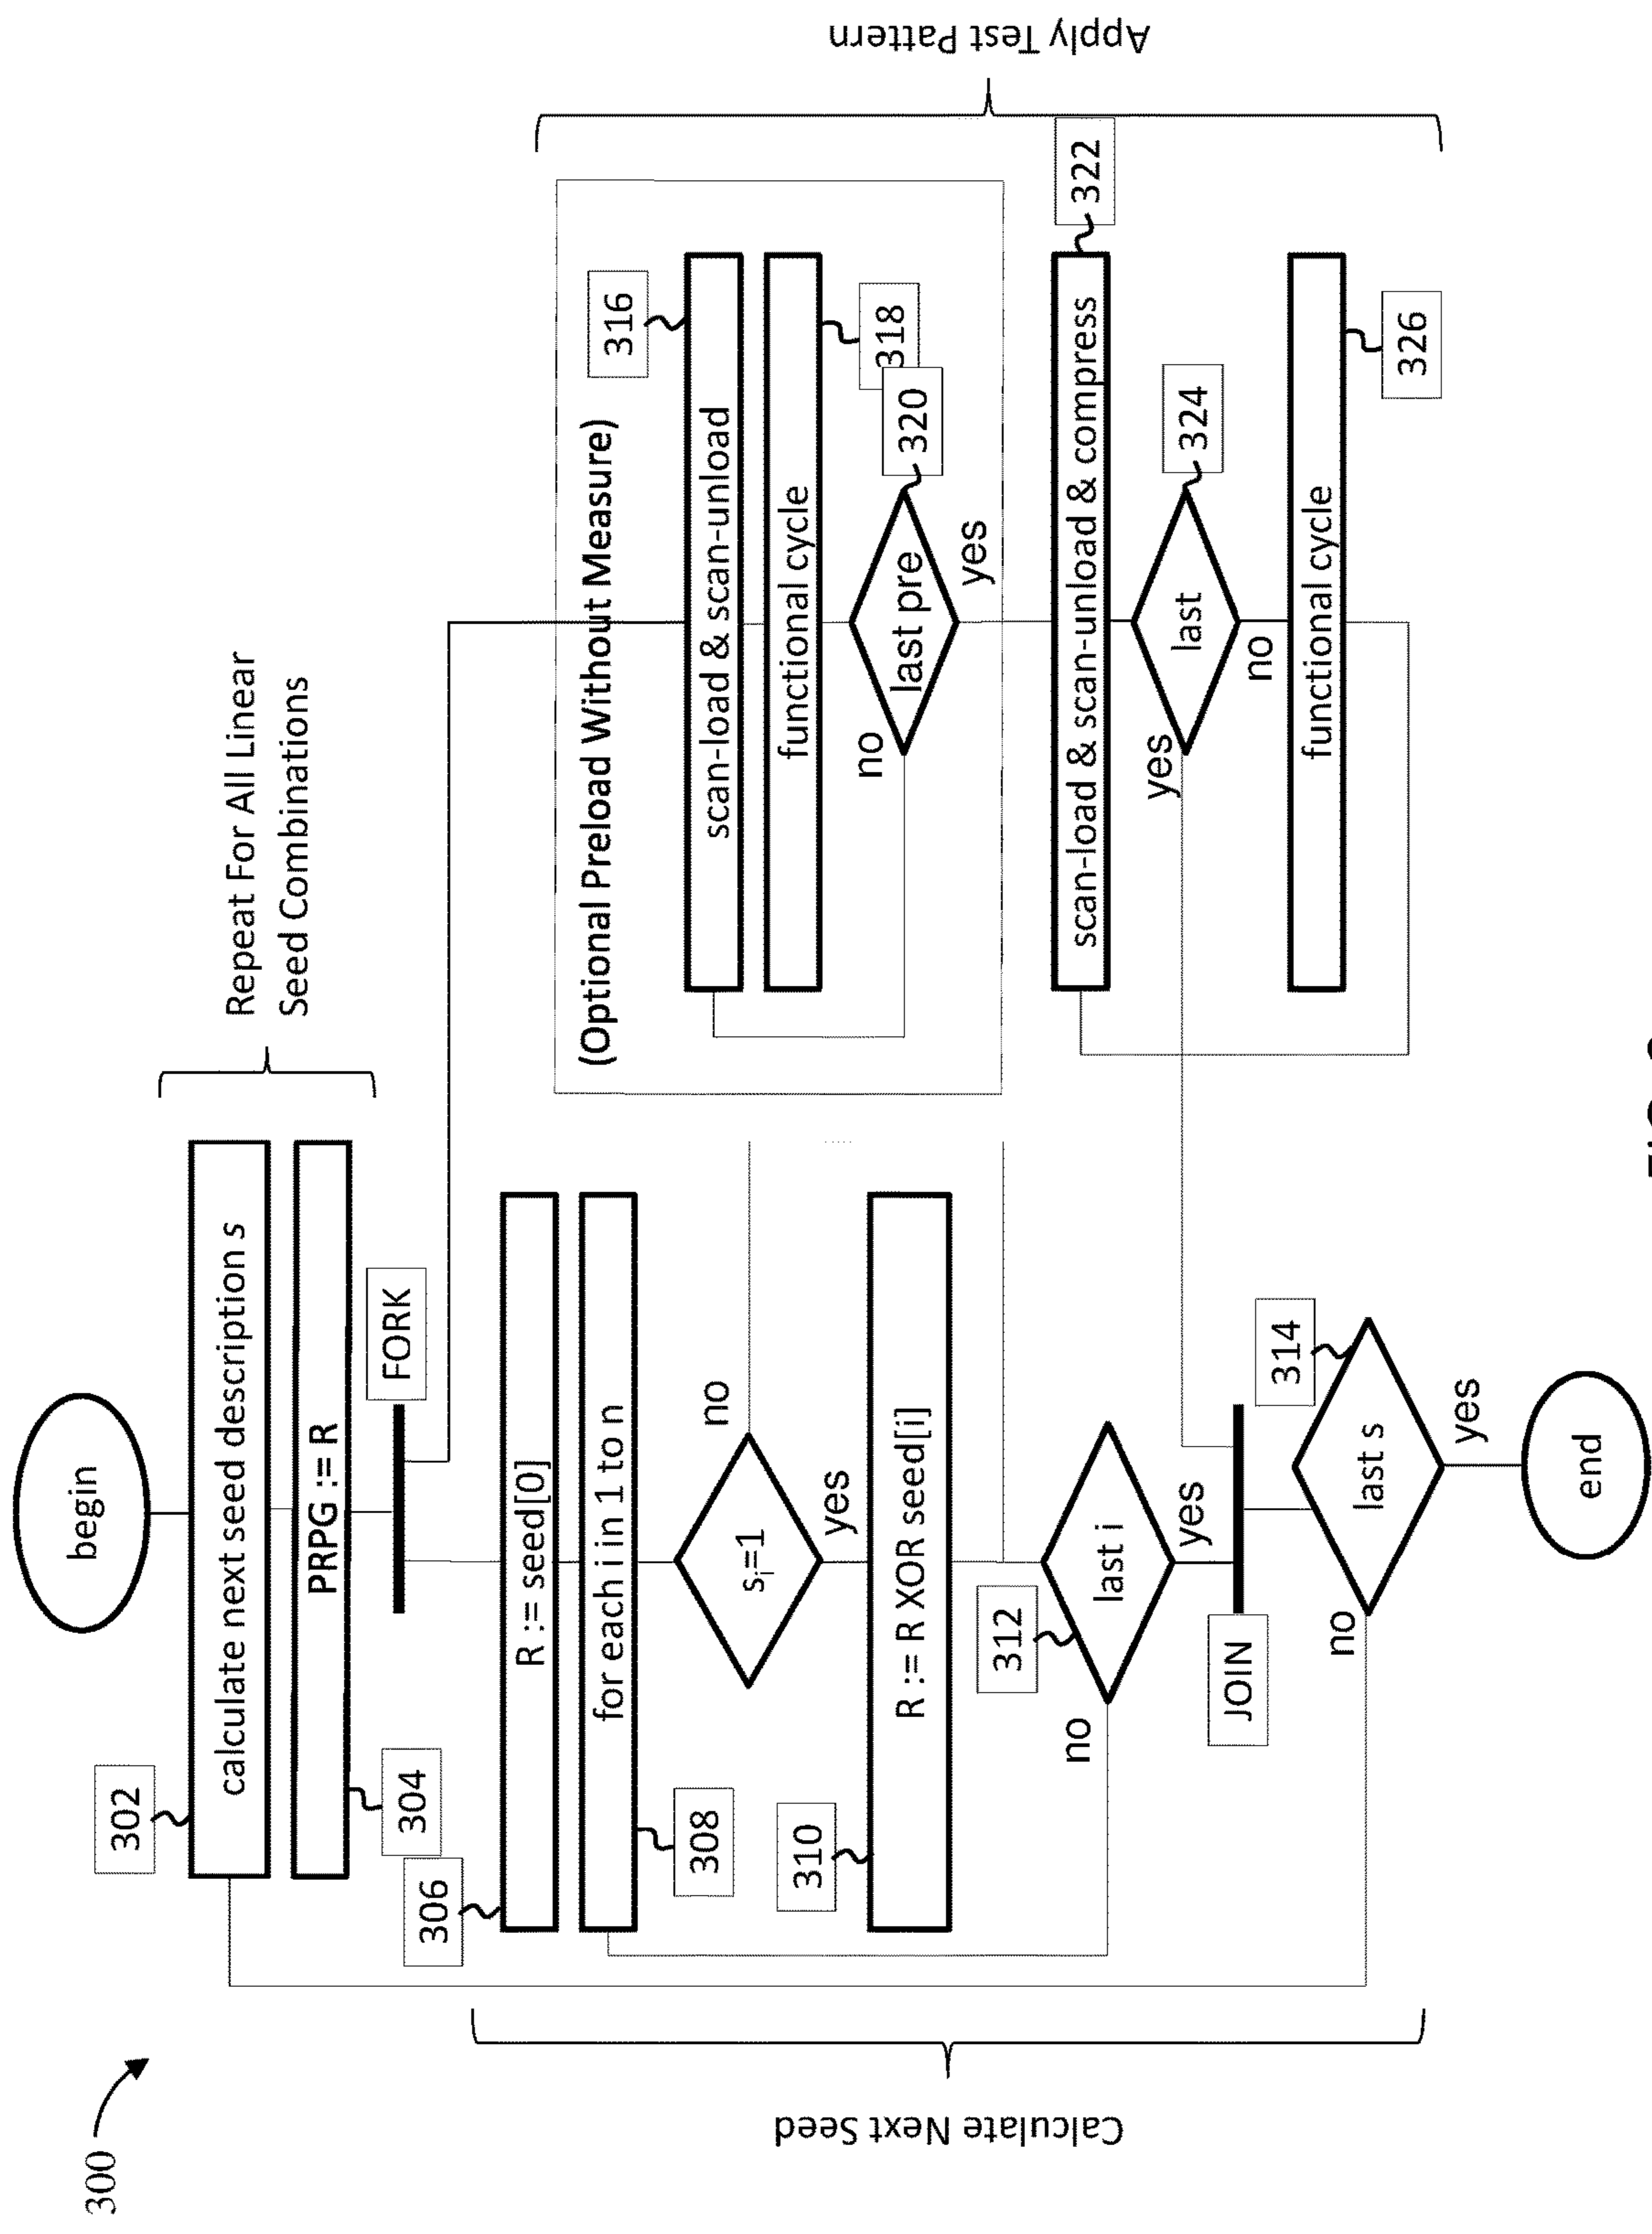 300
begin
302
calculate next seed description s
Repeat For All Linear
Seed Combinations
PRPG := R
304
FORK
306
R := seed[0]
for each i in 1 to n
308
si=1
no
yes
310
R := R XOR seed[i]
312
last i
no
yes
JOIN
314
last s
no
yes
end
Calculate Next Seed
(Optional Preload Without Measure)
316
scan-load & scan-unload
functional cycle
318
320
last pre
no
yes
322
scan-load & scan-unload & compress
324
last
yes
no
functional cycle
326
Apply Test Pattern